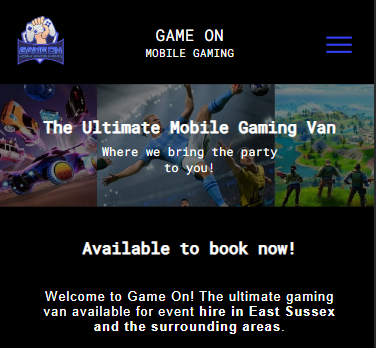 GAME ON
GAME ON
MOBILE GAMING
The Ultimate Mobile Gaming Van
Where we bring the party
to you!
Available to book now!
Welcome to Game On! The ultimate gaming
van available for event hire in East Sussex
and the surrounding areas.